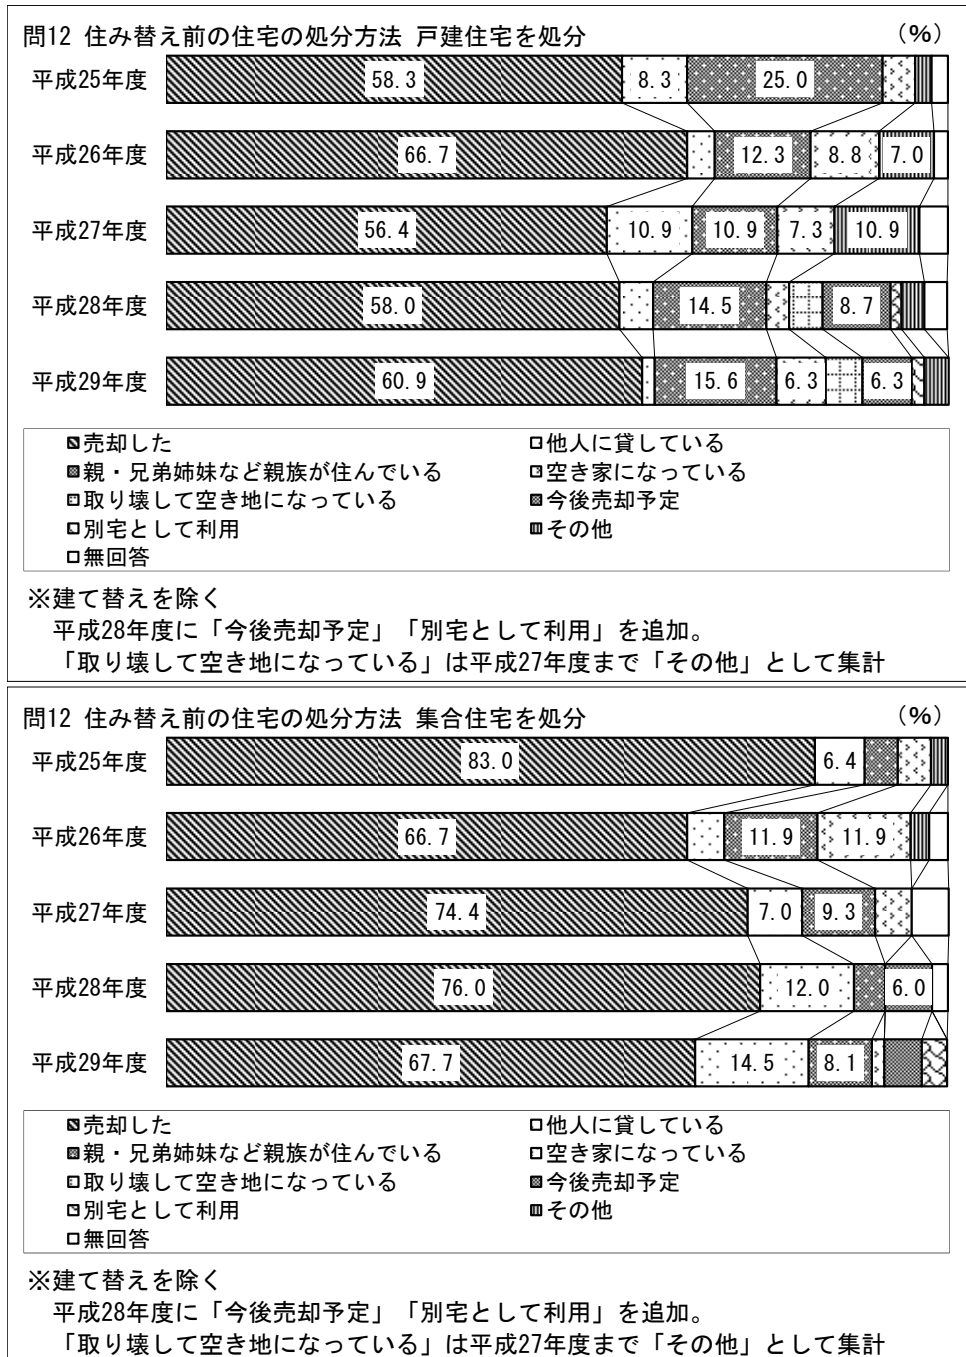 問12 住み替え前の住宅の処分方法 戸建住宅を処分 (%)
平成25年度 58.3 8.3 25.0
平成26年度 66.7 12.3 8.8 7.0
平成27年度 56.4 10.9 10.9 7.3 10.9
平成28年度 58.0 14.5 8.7
平成29年度 60.9 15.6 6.3 6.3
売却した 他人に貸している
親・兄弟姉妹など親族が住んでいる 空き家になっている
取り壊して空き地になっている 今後売却予定
別宅として利用 その他
無回答
※建て替えを除く
平成28年度に「今後売却予定」「別宅として利用」を追加。
「取り壊して空き地になっている」は平成27年度まで「その他」として集計
問12 住み替え前の住宅の処分方法 集合住宅を処分 (%)
平成25年度 83.0 6.4
平成26年度 66.7 11.9 11.9
平成27年度 74.4 7.0 9.3
平成28年度 76.0 12.0 6.0
平成29年度 67.7 14.5 8.1
売却した 他人に貸している
親・兄弟姉妹など親族が住んでいる 空き家になっている
取り壊して空き地になっている 今後売却予定
別宅として利用 その他
無回答
※建て替えを除く
平成28年度に「今後売却予定」「別宅として利用」を追加。
「取り壊して空き地になっている」は平成27年度まで「その他」として集計